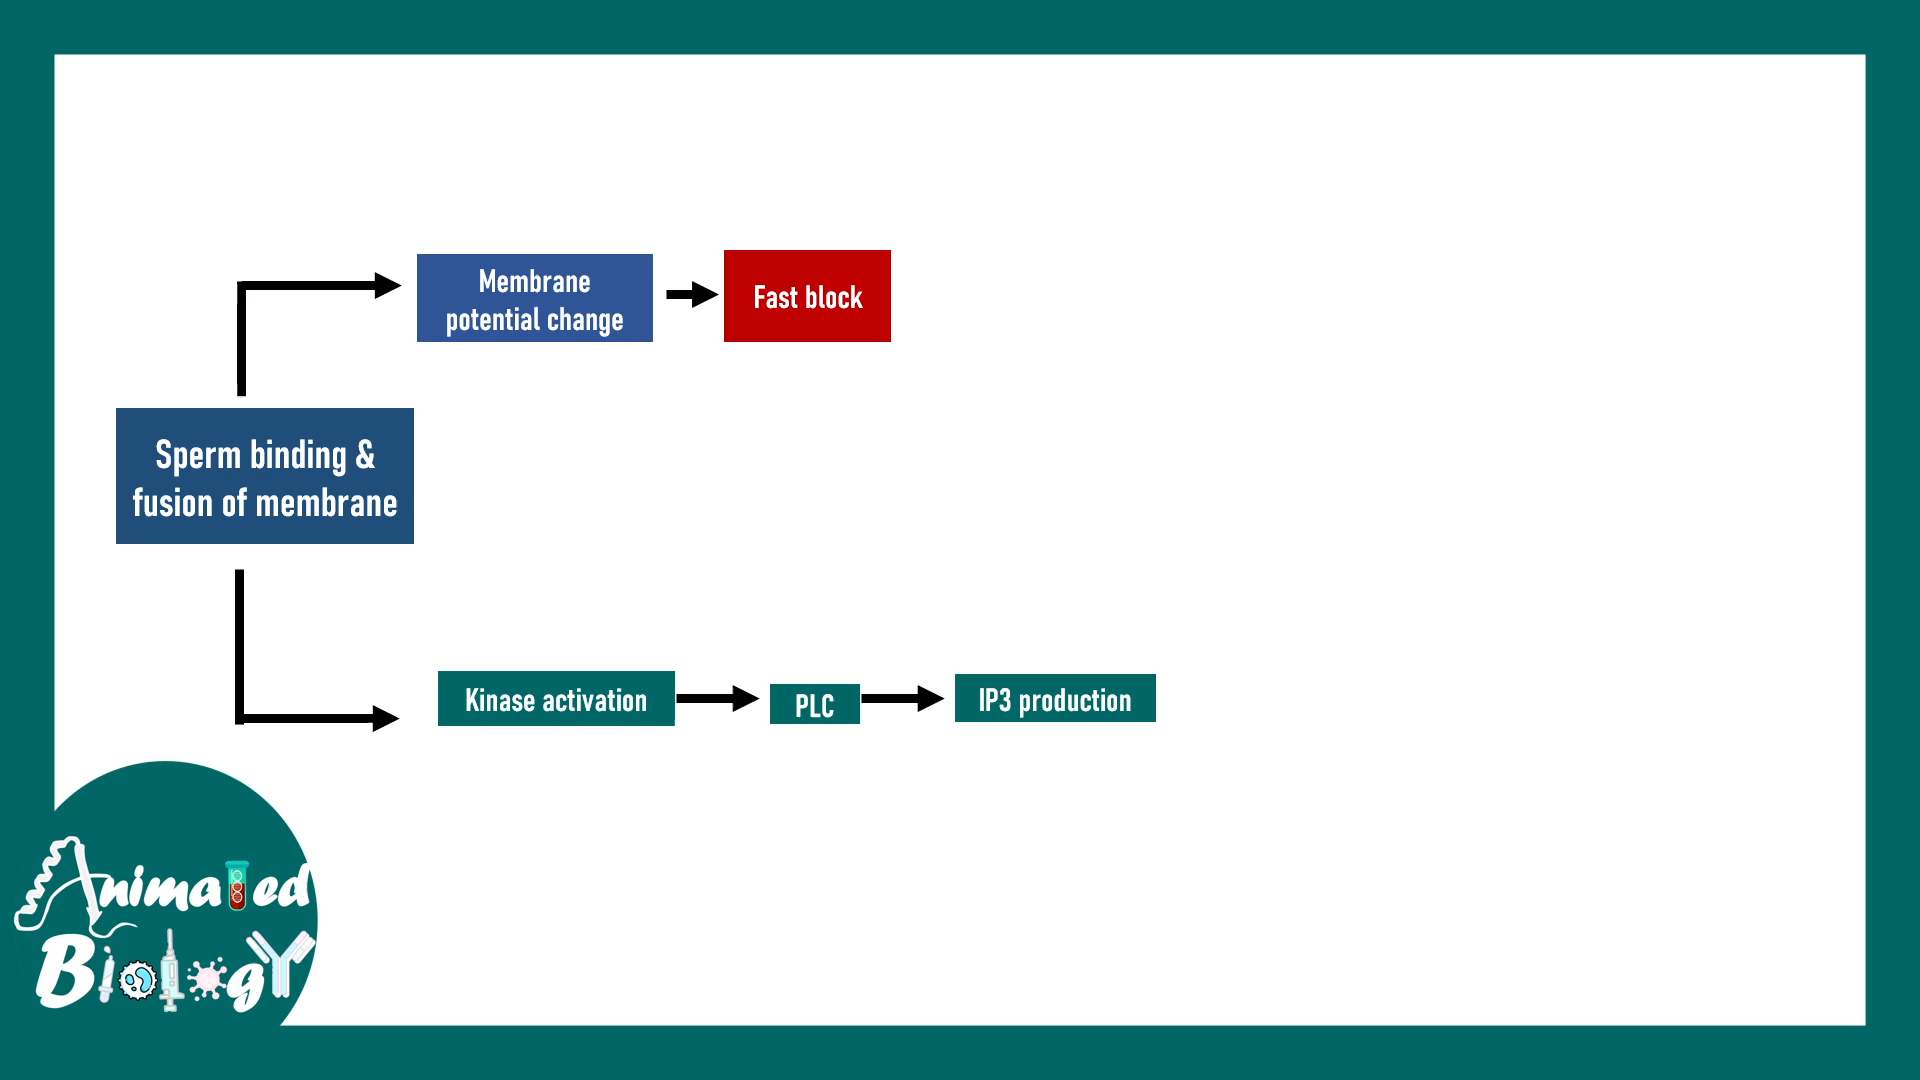 Membrane
potential change
Fast block
Sperm binding &
fusion of membrane
Kinase activation
PLC
IP3 production
Animated
BiologY